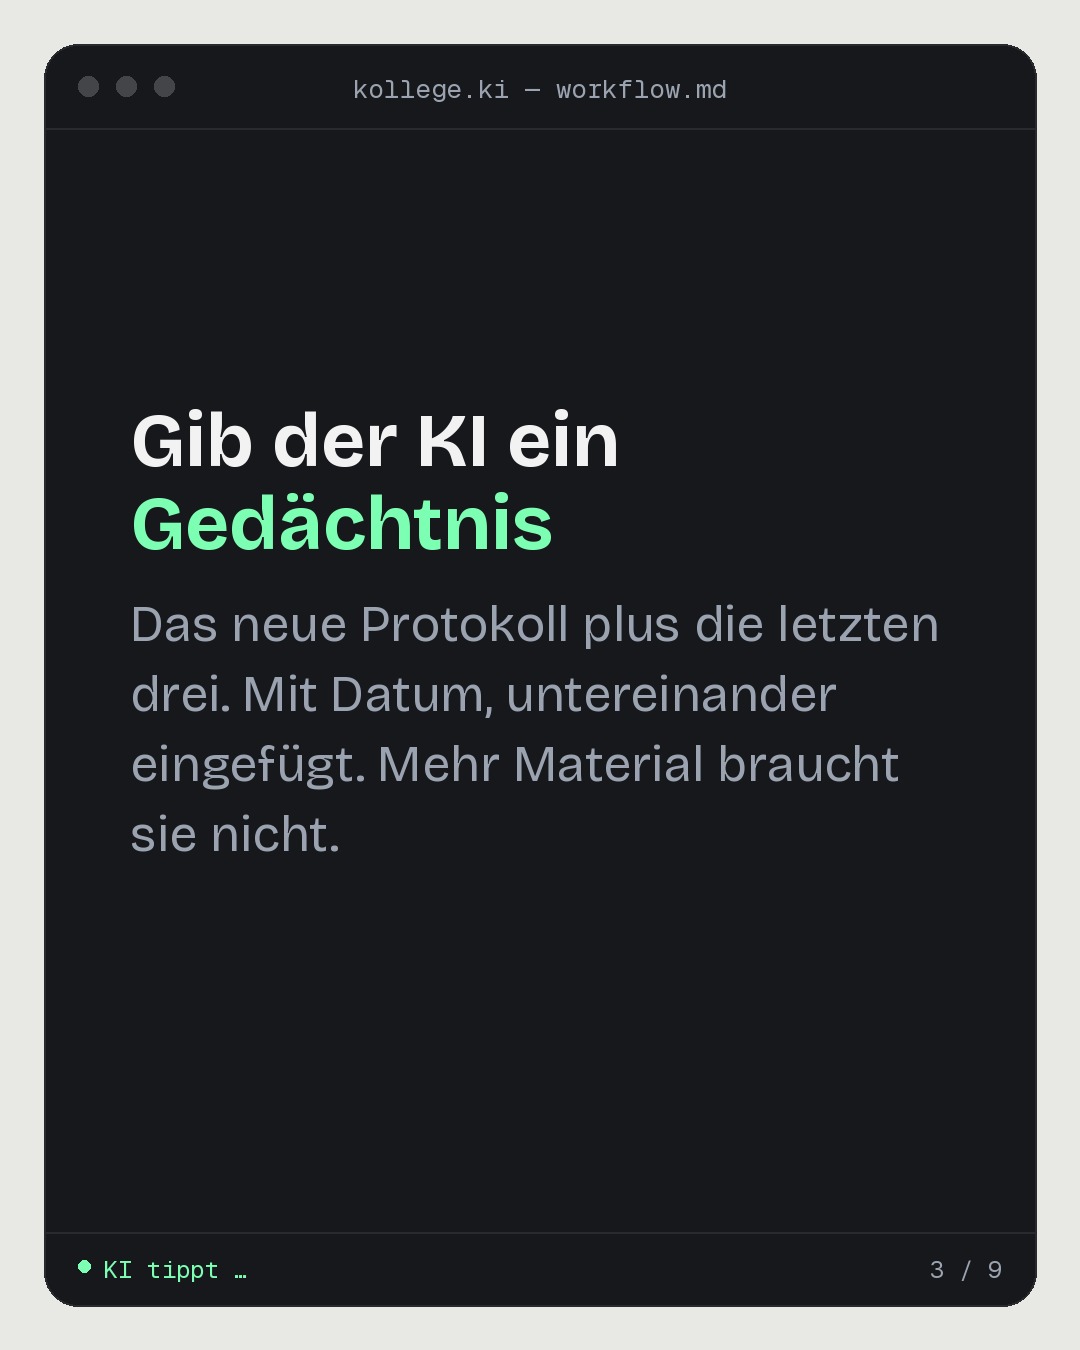 kollege.ki — workflow.md
Gib der KI ein
Gedächtnis
Das neue Protokoll plus die letzten
drei. Mit Datum, untereinander
eingefügt. Mehr Material braucht
sie nicht.
KI tippt …
3 / 9